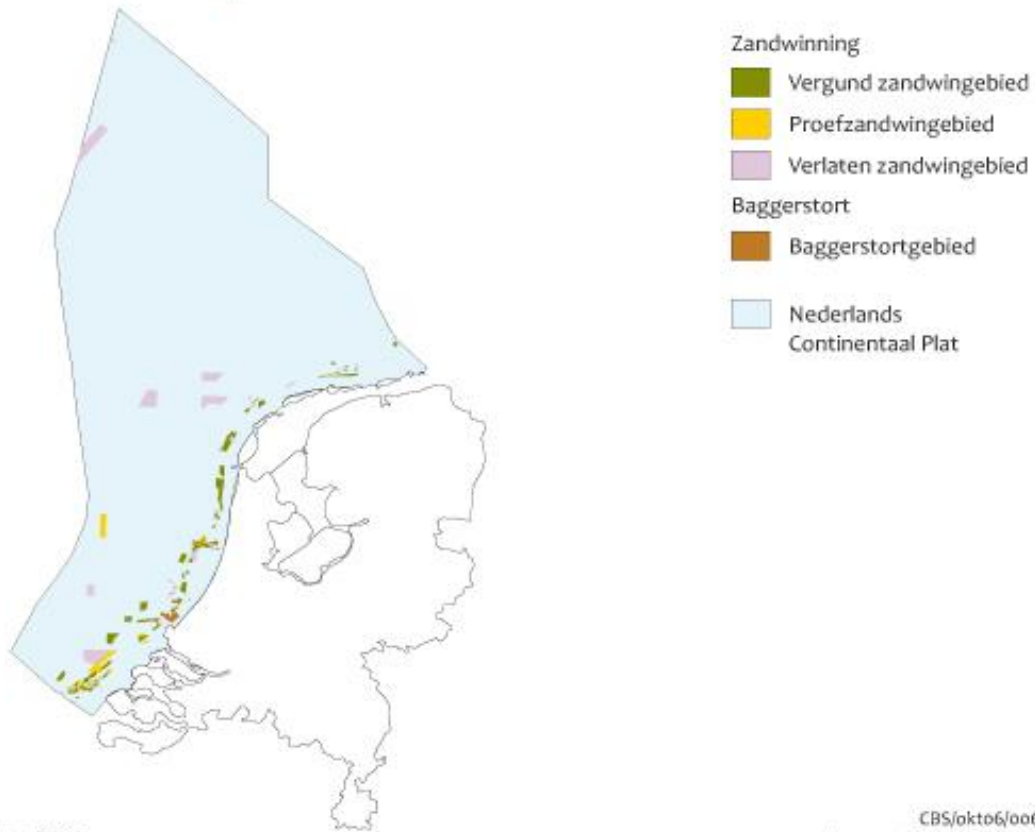 Zandwinning
Vergund zandwingebied
Proefzandwingebied
Verlaten zandwingebied
Baggerstort
Baggerstortgebied
Nederlands
Continentaal Plat